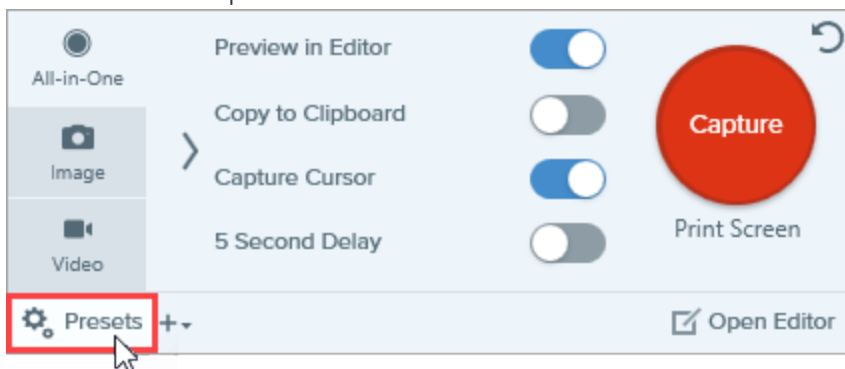 All-in-One
Image
Video
Preview in Editor
Copy to Clipboard
Capture Cursor
5 Second Delay
Capture
Print Screen
Presets
Open Editor